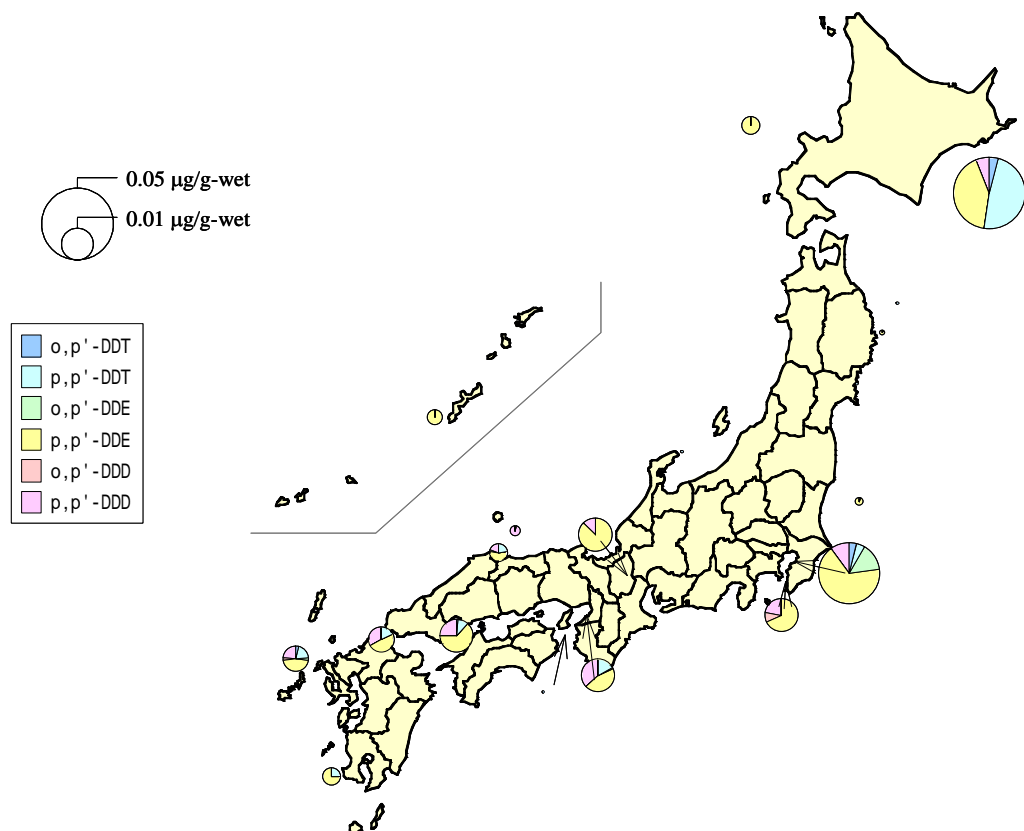 0.05 µg/g-wet
0.01 µg/g-wet
o,p'-DDT
p,p'-DDT
o,p'-DDE
p,p'-DDE
o,p'-DDD
p,p'-DDD